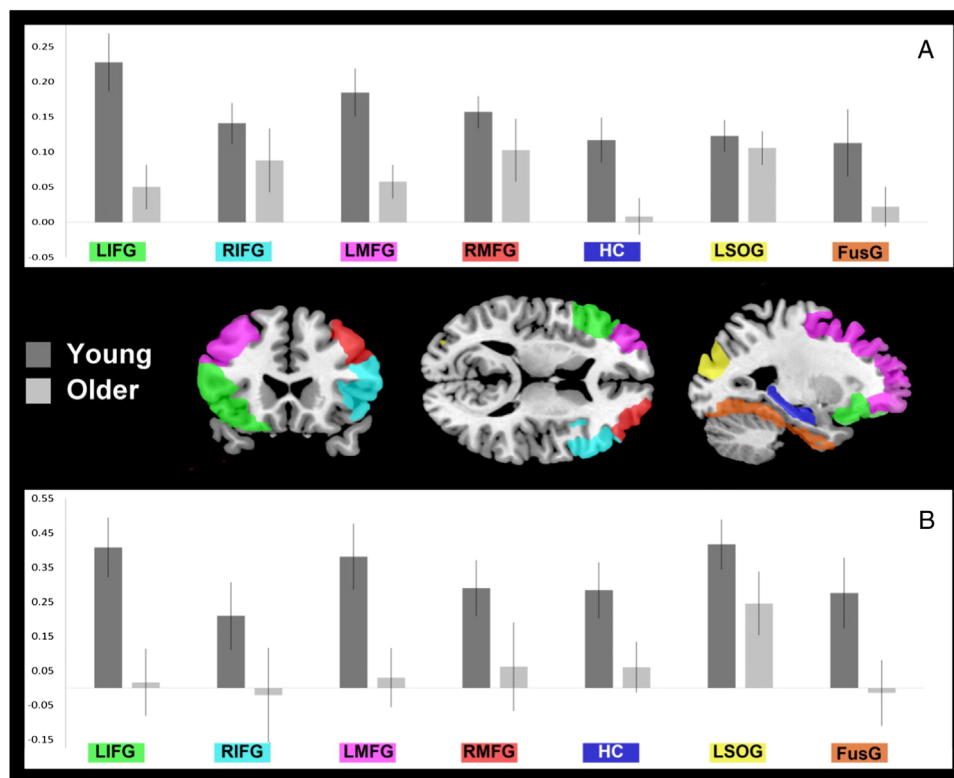 A
0.25
0.20
0.15
0.10
0.05
0.00
-0.05
LIFG RIFG LMFG RMFG HC LSOG FusG
Young
Older
B
0.55
0.45
0.35
0.25
0.15
0.05
-0.05
-0.15
LIFG RIFG LMFG RMFG HC LSOG FusG